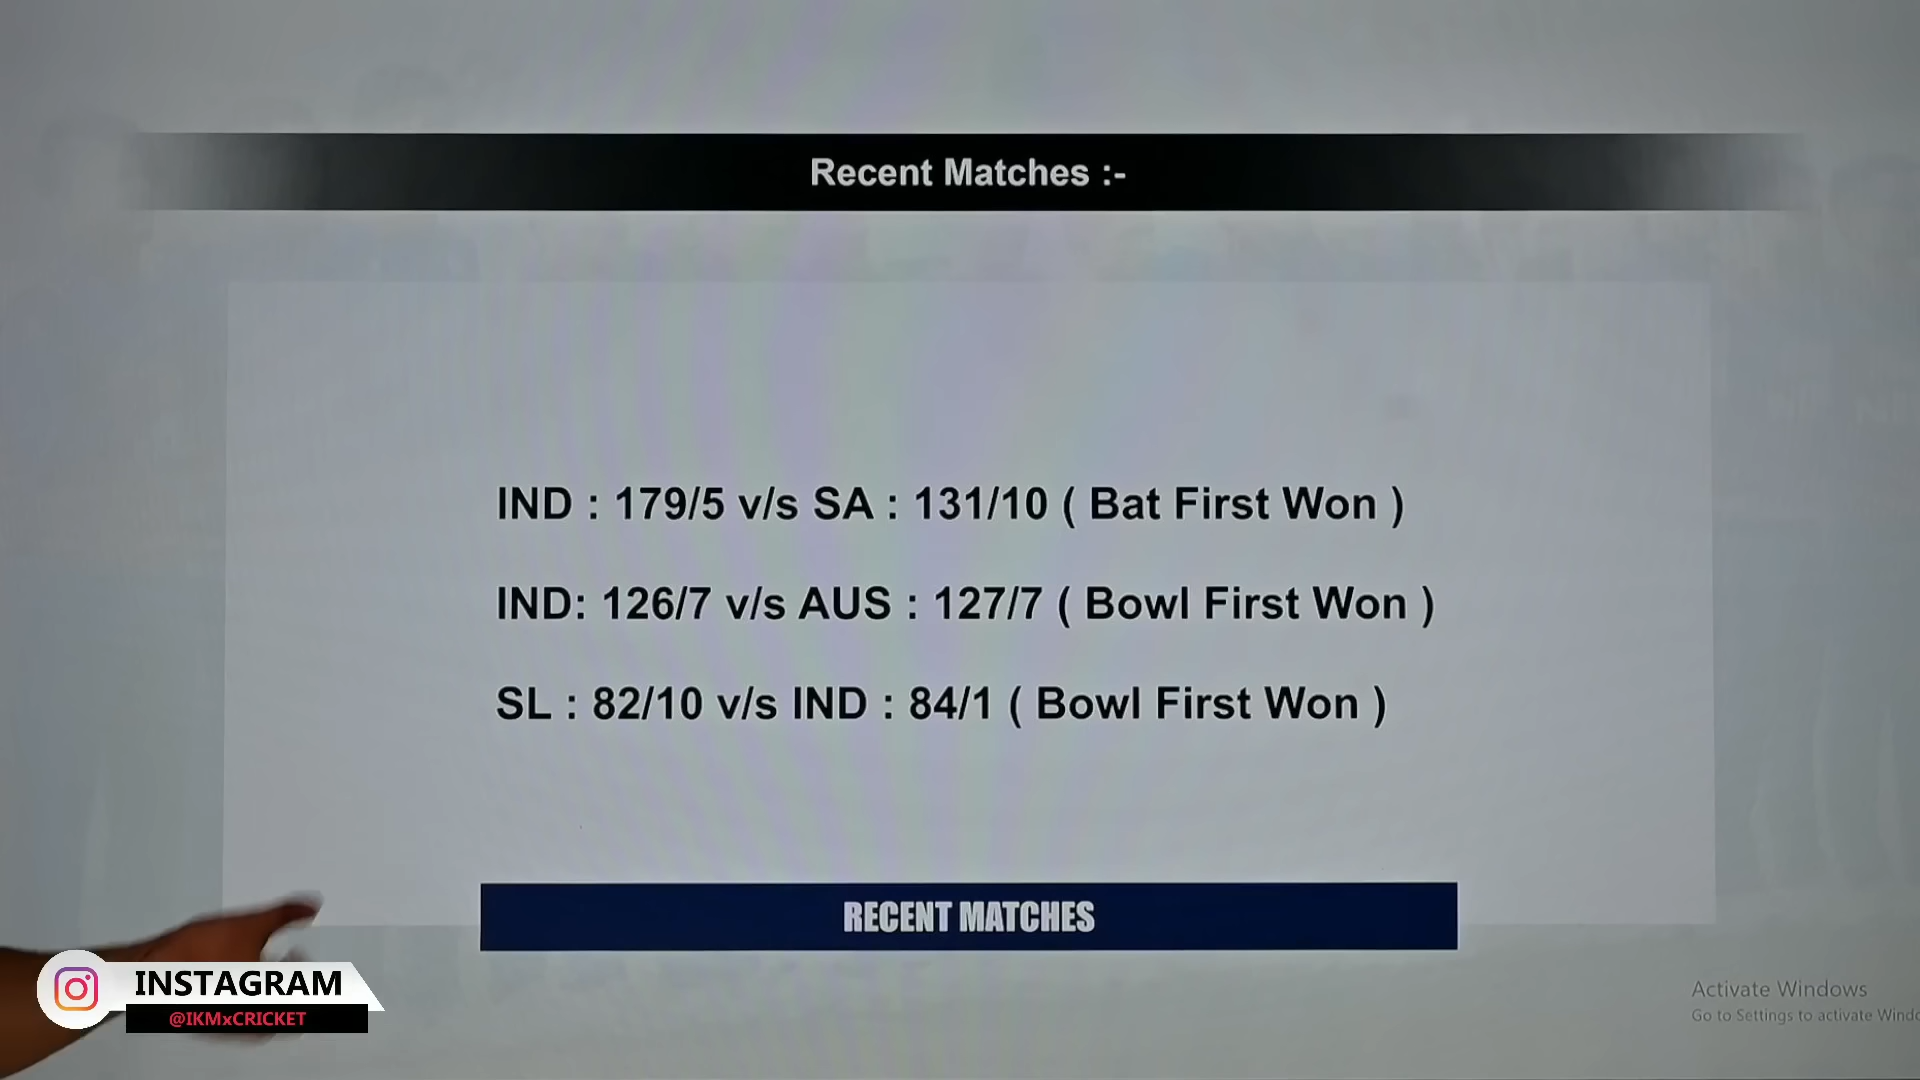 Recent Matches :-
IND : 179/5 v/s SA : 131/10 ( Bat First Won )
IND: 126/7 v/s AUS : 127/7 ( Bowl First Won )
SL : 82/10 v/s IND : 84/1 ( Bowl First Won )
RECENT MATCHES
INSTAGRAM
@IKMxCRICKET
Activate Windows
Go to Settings to activate Windo